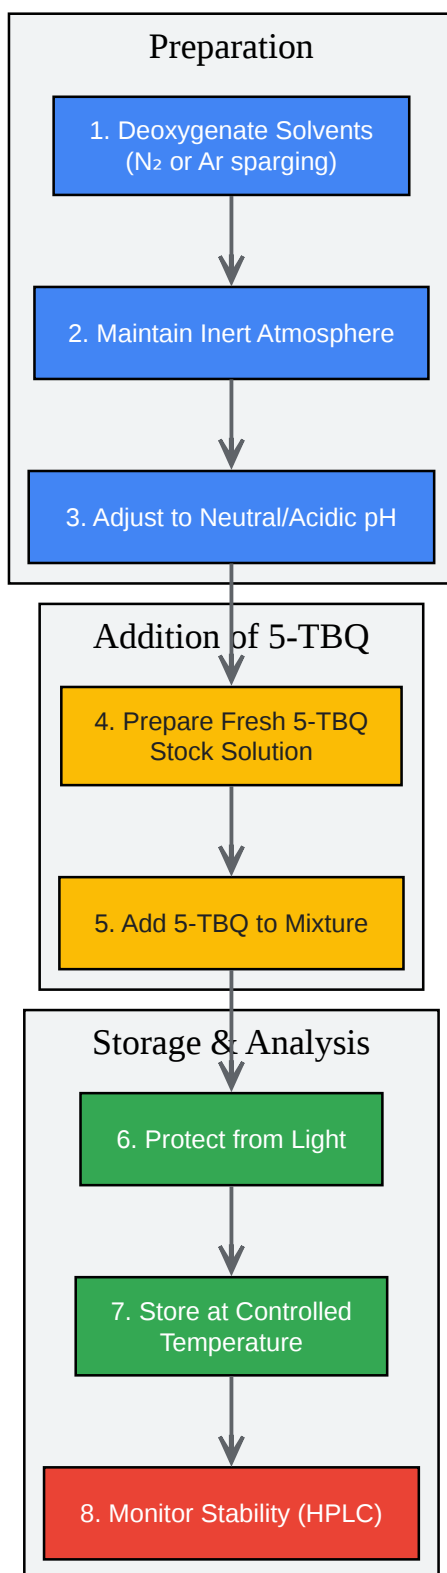 Preparation
1. Deoxygenate Solvents
(N₂ or Ar sparging)
2. Maintain Inert Atmosphere
3. Adjust to Neutral/Acidic pH
Addition of 5-TBQ
4. Prepare Fresh 5-TBQ
Stock Solution
5. Add 5-TBQ to Mixture
Storage & Analysis
6. Protect from Light
7. Store at Controlled
Temperature
8. Monitor Stability (HPLC)